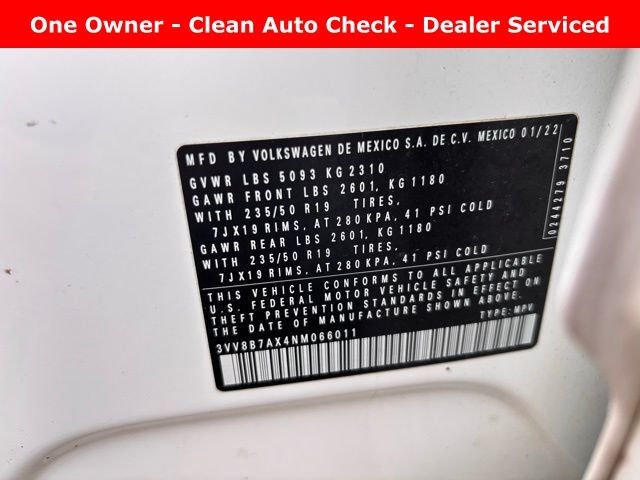 One Owner - Clean Auto Check - Dealer Serviced
MFD BY VOLKSWAGEN DE MEXICO S.A. DE C.V. MEXICO 01/22
GVWR LBS 5093 KG 2310
GAWR FRONT LBS 2601, KG 1180
WITH 235/50 R19 TIRES,
7JX19 RIMS, AT 280 KPA, 41 PSI COLD
GAWR REAR LBS 2601, KG 1180
WITH 235/50 R19 TIRES,
7JX19 RIMS, AT 280 KPA, 41 PSI COLD
THIS VEHICLE CONFORMS TO ALL APPLICABLE
U.S. FEDERAL MOTOR VEHICLE SAFETY AND
THEFT PREVENTION STANDARDS IN EFFECT ON
THE DATE OF MANUFACTURE SHOWN ABOVE.
3VV8B7AX4NM066011 TYPE: MPV
0244279 3710